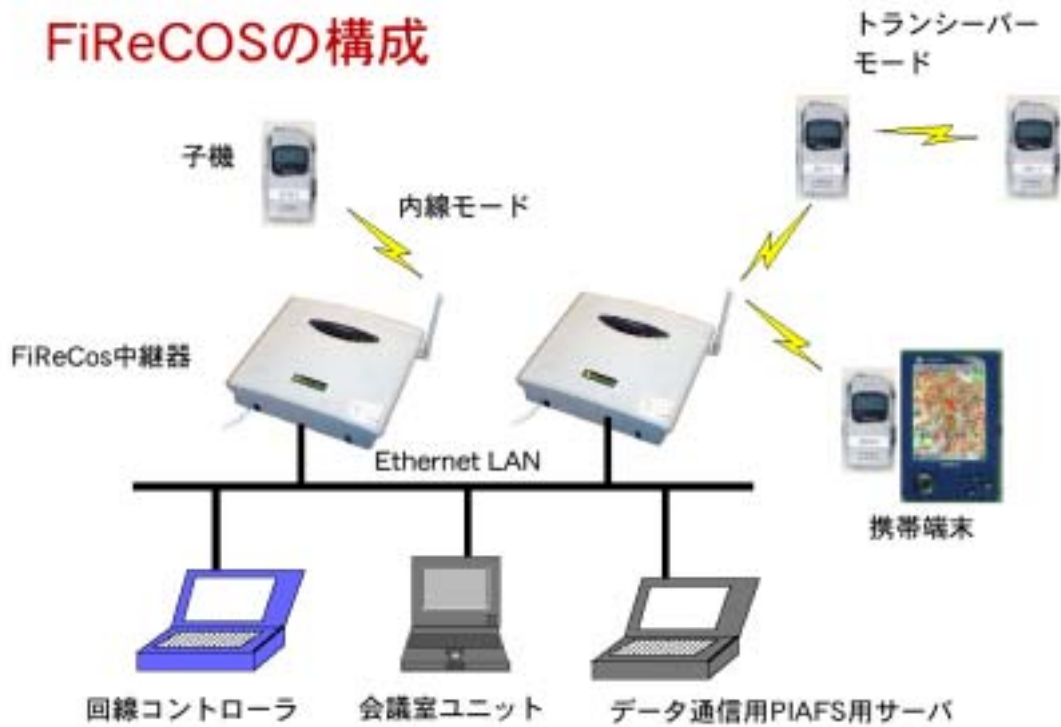 FiReCOSの構成
トランシーバー
モード
子機
内線モード
FiReCos中継器
Ethernet LAN
携帯端末
回線コントローラ
会議室ユニット
データ通信用PIAFS用サーバ